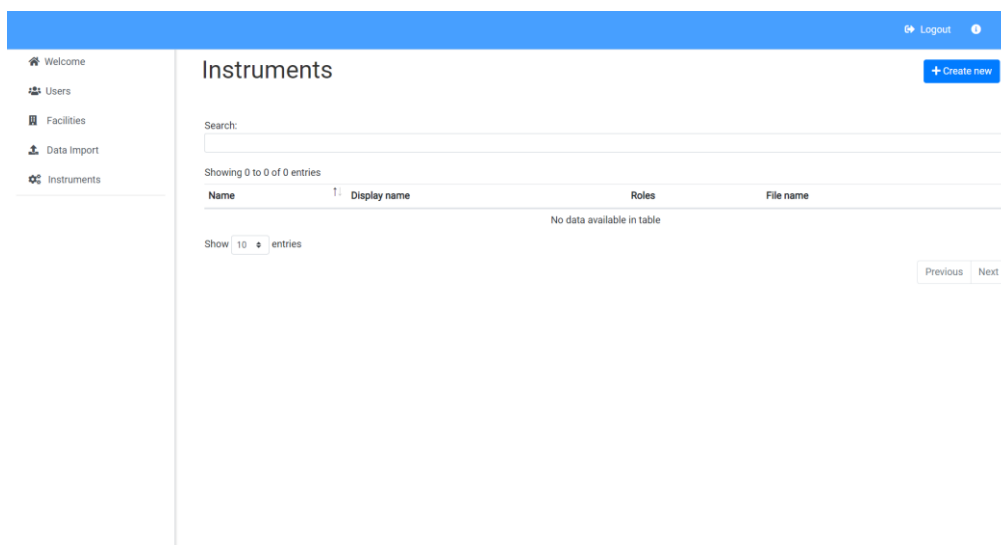 Logout
Welcome
Users
Facilities
Data Import
Instruments
Instruments
Create new
Search:
Showing 0 to 0 of 0 entries
Name Display name Roles File name
No data available in table
Show 10 entries
Previous Next